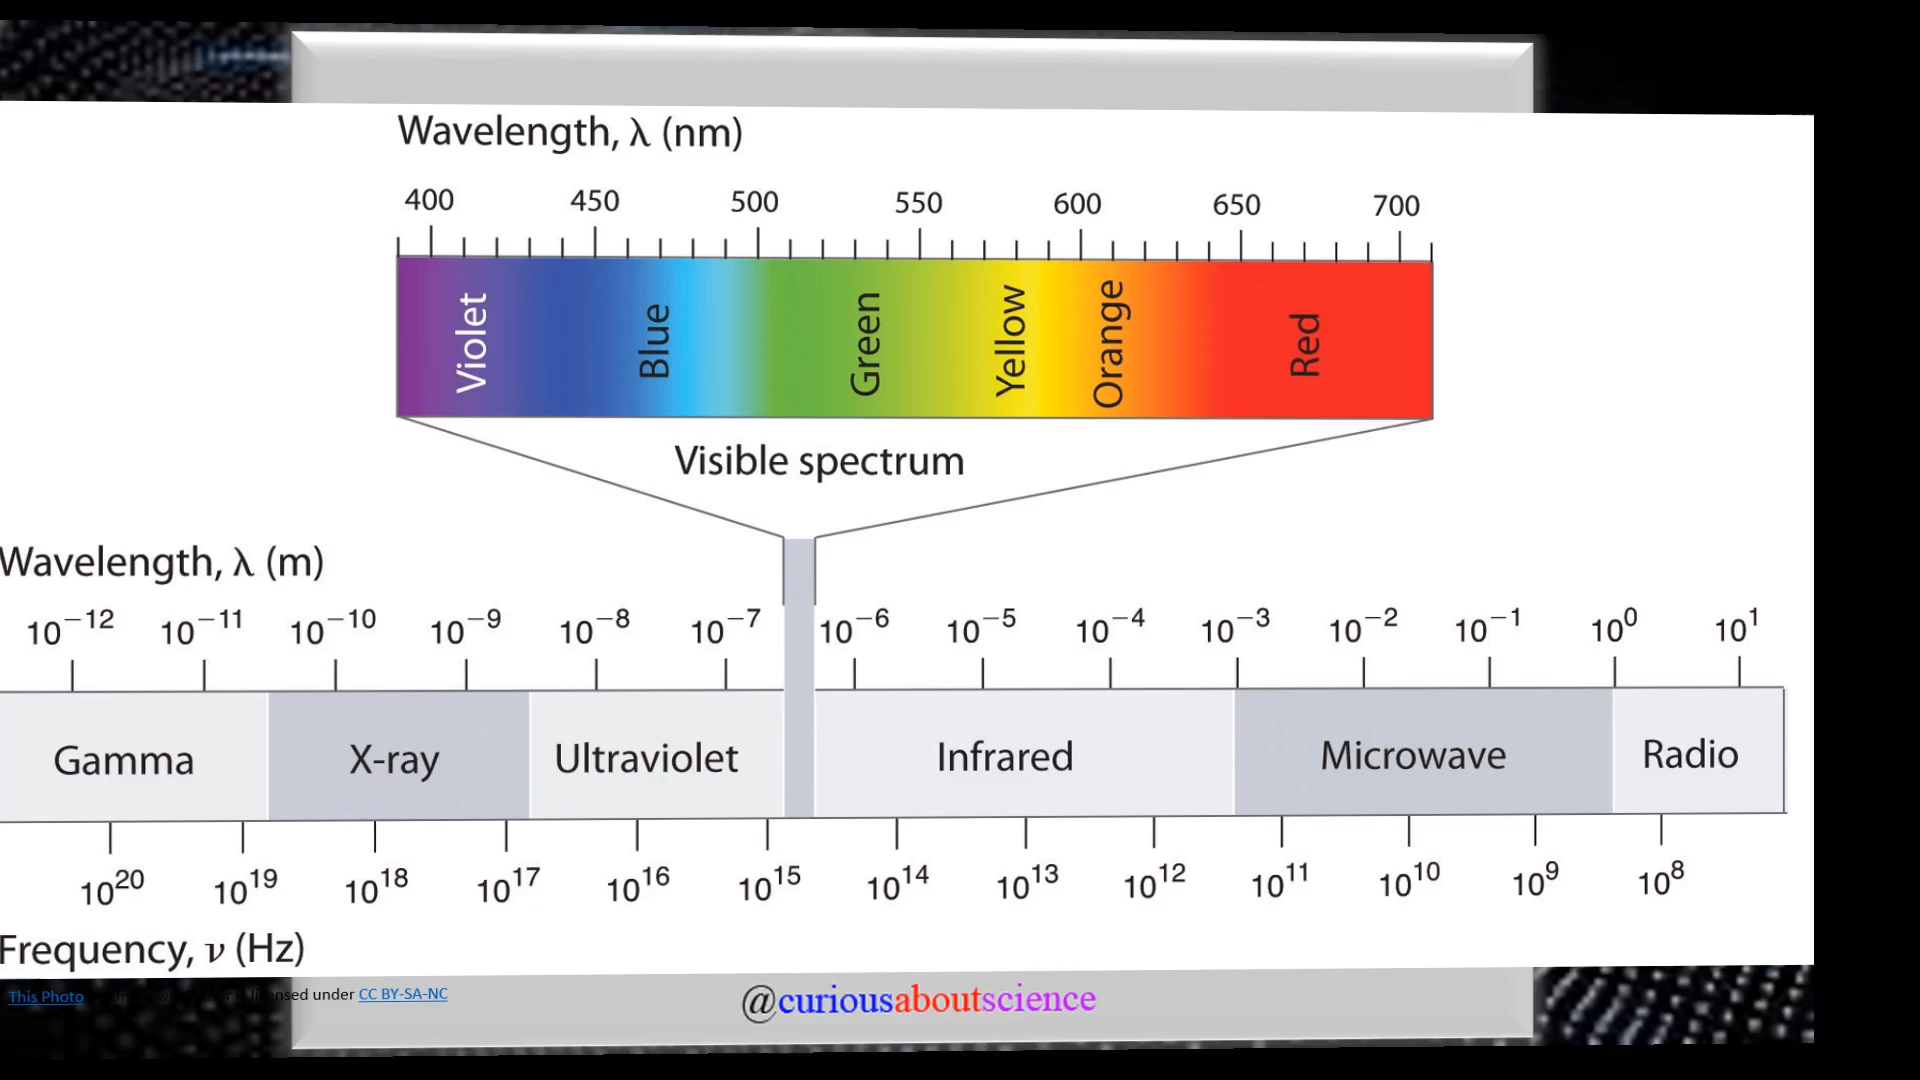 Wavelength, λ (nm)
400 450 500 550 600 650 700
Violet Blue Green Yellow Orange Red
Visible spectrum
Wavelength, λ (m)
10⁻¹² 10⁻¹¹ 10⁻¹⁰ 10⁻⁹ 10⁻⁸ 10⁻⁷ 10⁻⁶ 10⁻⁵ 10⁻⁴ 10⁻³ 10⁻² 10⁻¹ 10⁰ 10¹
Gamma X-ray Ultraviolet Infrared Microwave Radio
10²⁰ 10¹⁹ 10¹⁸ 10¹⁷ 10¹⁶ 10¹⁵ 10¹⁴ 10¹³ 10¹² 10¹¹ 10¹⁰ 10⁹ 10⁸
Frequency, ν (Hz)
This Photo licensed under CC BY-SA-NC
@curiousaboutscience